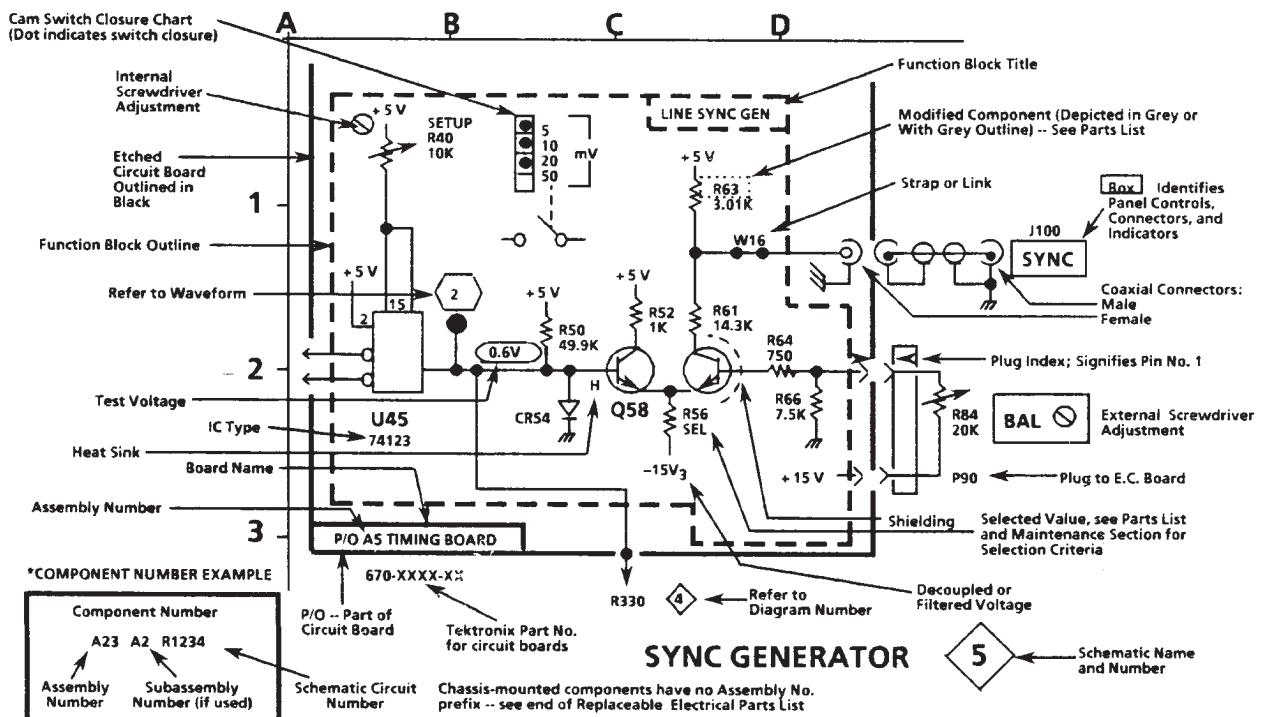 Cam Switch Closure Chart
(Dot indicates switch closure)
A
B
C
D
Internal
Screwdriver
Adjustment
+5 V
SETUP
R40
10K
5
10
20
50
mV
LINE SYNC GEN
Function Block Title
Modified Component (Depicted in Grey or
With Grey Outline) -- See Parts List
Etched
Circuit Board
Outlined in
Black
1
+5 V
R63
3.01K
Strap or Link
W16
Box Identifies
Panel Controls,
Connectors, and
Indicators
J100
SYNC
Function Block Outline
Refer to Waveform
+5 V
2
15
2
+5 V
R50
49.9K
+5 V
R52
1K
R61
14.3K
Coaxial Connectors:
Male
Female
2
0.6V
R64
750
Plug Index; Signifies Pin No. 1
Test Voltage
H
CR54
Q58
R56
SEL
R66
7.5K
R84
20K
BAL
External Screwdriver
Adjustment
U45
74123
IC Type
Heat Sink
Board Name
−15V3
+15 V
P90
Plug to E.C. Board
Assembly Number
3
P/O A5 TIMING BOARD
Shielding
Selected Value, see Parts List
and Maintenance Section for
Selection Criteria
670-XXXX-XX
R330
4
Refer to
Diagram Number
Decoupled or
Filtered Voltage
*COMPONENT NUMBER EXAMPLE
Component Number
A23 A2 R1234
Assembly
Number
Subassembly
Number (if used)
Schematic Circuit
Number
P/O -- Part of
Circuit Board
Tektronix Part No.
for circuit boards
SYNC GENERATOR
5
Schematic Name
and Number
Chassis-mounted components have no Assembly No.
prefix -- see end of Replaceable Electrical Parts List